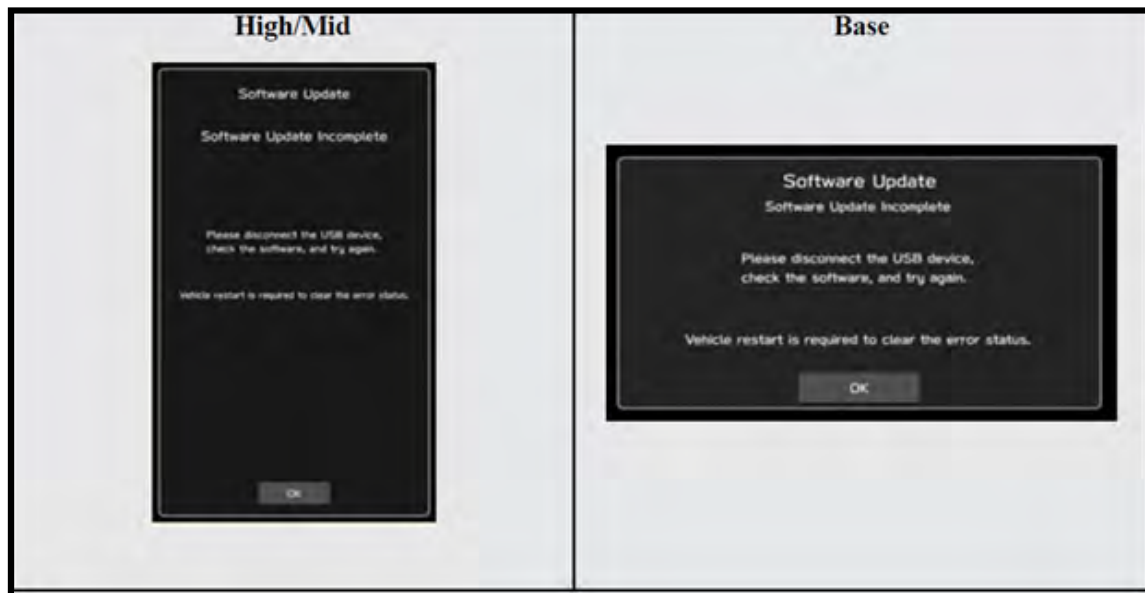 High/Mid
Software Update
Software Update Incomplete
Please disconnect the USB device,
check the software, and try again.
Vehicle restart is required to clear the error status.
OK
Base
Software Update
Software Update Incomplete
Please disconnect the USB device,
check the software, and try again.
Vehicle restart is required to clear the error status.
OK